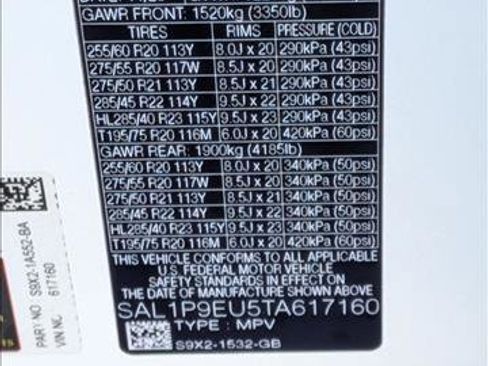 GAWR FRONT: 1520kg (3350lb)
TIRES RIMS PRESSURE (COLD)
255/60 R20 113Y 8.0J x 20 290kPa (43psi)
275/55 R20 117W 8.5J x 20 290kPa (43psi)
275/50 R21 113Y 8.5J x 21 290kPa (43psi)
285/45 R22 114Y 9.5J x 22 290kPa (43psi)
HL285/40 R23 115Y 9.5J x 23 290kPa (43psi)
T195/75 R20 116M 6.0J x 20 420kPa (60psi)
GAWR REAR: 1900kg (4185lb)
255/60 R20 113Y 8.0J x 20 340kPa (50psi)
275/55 R20 117W 8.5J x 20 340kPa (50psi)
275/50 R21 113Y 8.5J x 21 340kPa (50psi)
285/45 R22 114Y 9.5J x 22 340kPa (50psi)
HL285/40 R23 115Y 9.5J x 23 340kPa (50psi)
T195/75 R20 116M 6.0J x 20 420kPa (60psi)
THIS VEHICLE CONFORMS TO ALL APPLICABLE
U.S. FEDERAL MOTOR VEHICLE
SAFETY STANDARDS IN EFFECT ON THE
DATE OF MANUFACTURE SHOWN ABOVE.
SAL1P9EU5TA617160
TYPE: MPV
S9X2-1532-GB
PART NO S9X2-1A552-BA
VIN NC 617160